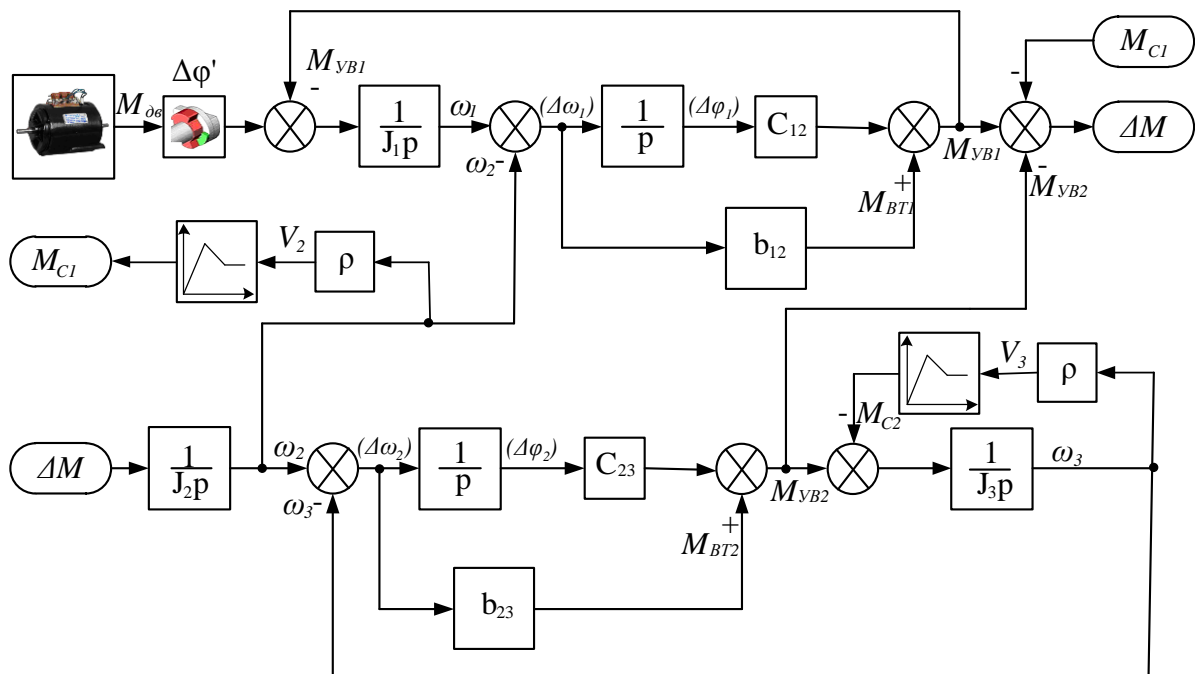 M_C1
M_УВ1
-
-
Δφ'
M_дв
1
J₁p
ω₁
(Δω₁)
1
p
(Δφ₁)
C₁₂
ΔM
ω₂-
M_УВ1
-
M_УВ2
+
M_ВТ1
b₁₂
M_C1
V₂
ρ
V₃
ρ
-
M_C2
ΔM
1
J₂p
ω₂
(Δω₂)
1
p
(Δφ₂)
C₂₃
1
J₃p
ω₃
ω₃-
M_УВ2
+
M_ВТ2
b₂₃